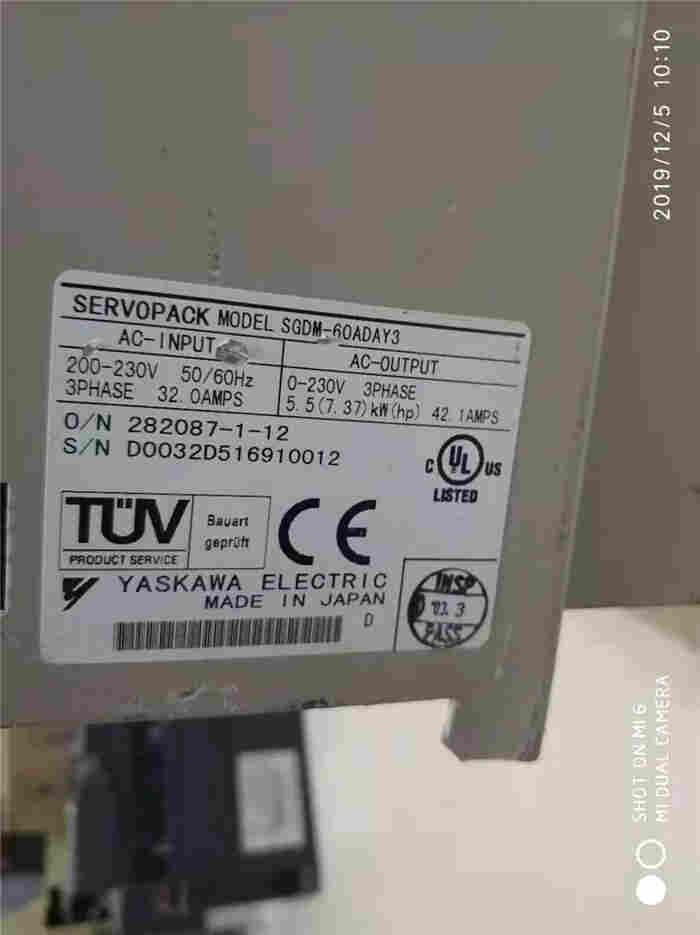 SERVOPACK MODEL SGDM-60ADAY3
AC-INPUT
AC-OUTPUT
200-230V 50/60Hz
3PHASE 32.0AMPS
0-230V 3PHASE
5.5(7.37)kW(hp) 42.1AMPS
O/N 282087-1-12
S/N D0032D516910012
C UL US
LISTED
TÜV
PRODUCT SERVICE
Bauart
geprüft
CE
YASKAWA ELECTRIC
MADE IN JAPAN
D
INSP
PASS
2019/12/5 10:10
SHOT ON MI 6
MI DUAL CAMERA